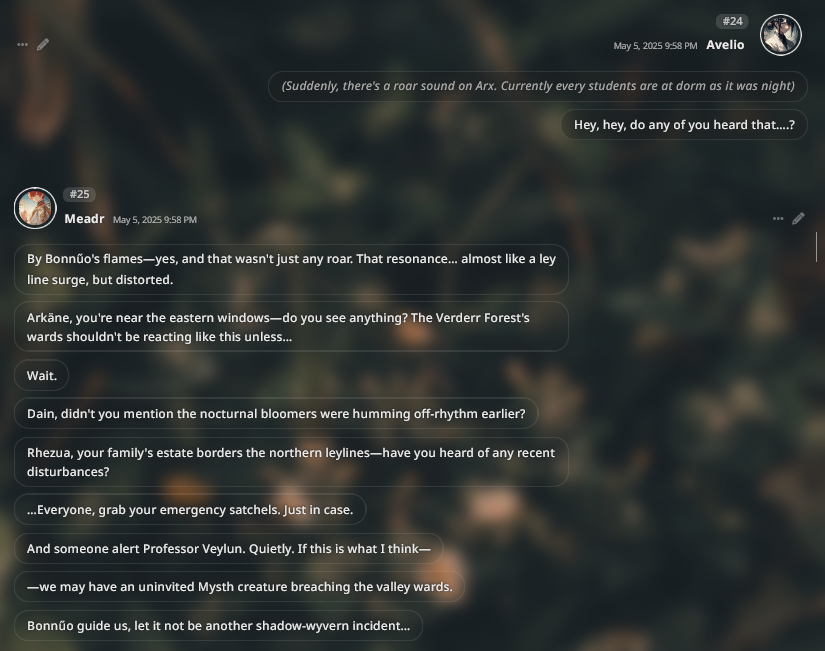 #24
May 5, 2025 9:58 PM Avelio
(Suddenly, there's a roar sound on Arx. Currently every students are at dorm as it was night)
Hey, hey, do any of you heard that....?
#25
Meadr May 5, 2025 9:58 PM
By Bonnűo's flames—yes, and that wasn't just any roar. That resonance... almost like a ley
line surge, but distorted.
Arkäne, you're near the eastern windows—do you see anything? The Verderr Forest's
wards shouldn't be reacting like this unless...
Wait.
Dain, didn't you mention the nocturnal bloomers were humming off-rhythm earlier?
Rhezua, your family's estate borders the northern leylines—have you heard of any recent
disturbances?
...Everyone, grab your emergency satchels. Just in case.
And someone alert Professor Veylun. Quietly. If this is what I think—
—we may have an uninvited Mysth creature breaching the valley wards.
Bonnűo guide us, let it not be another shadow-wyvern incident...